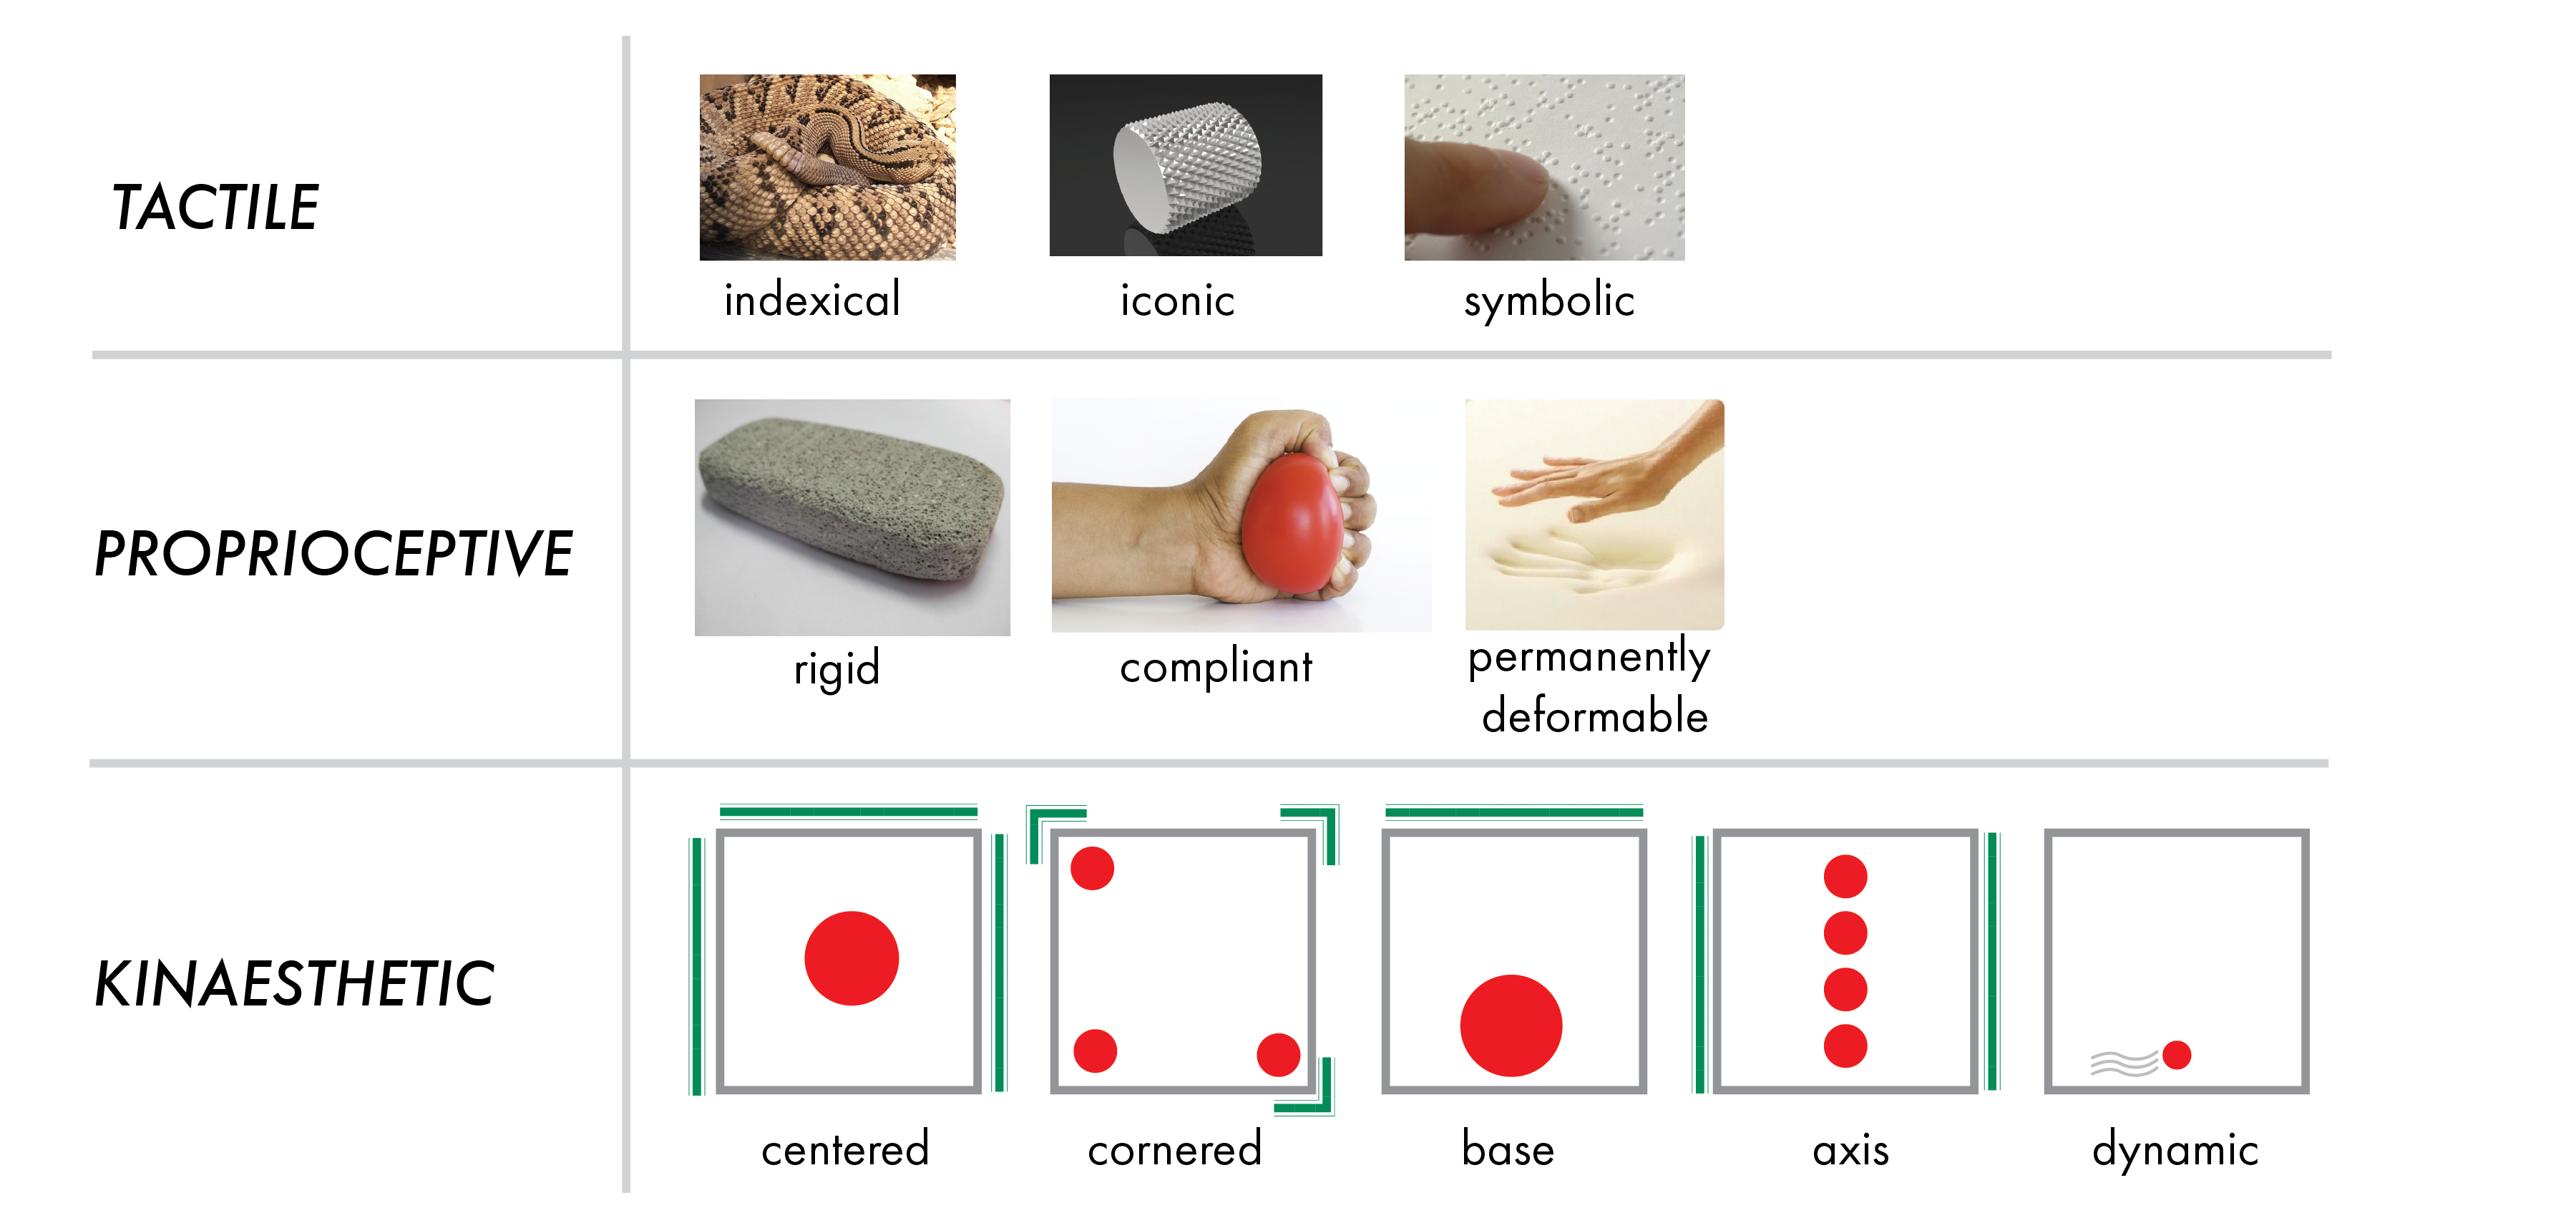 TACTILE
indexical
iconic
symbolic
PROPRIOCEPTIVE
rigid
compliant
permanently
deformable
KINAESTHETIC
centered
cornered
base
axis
dynamic